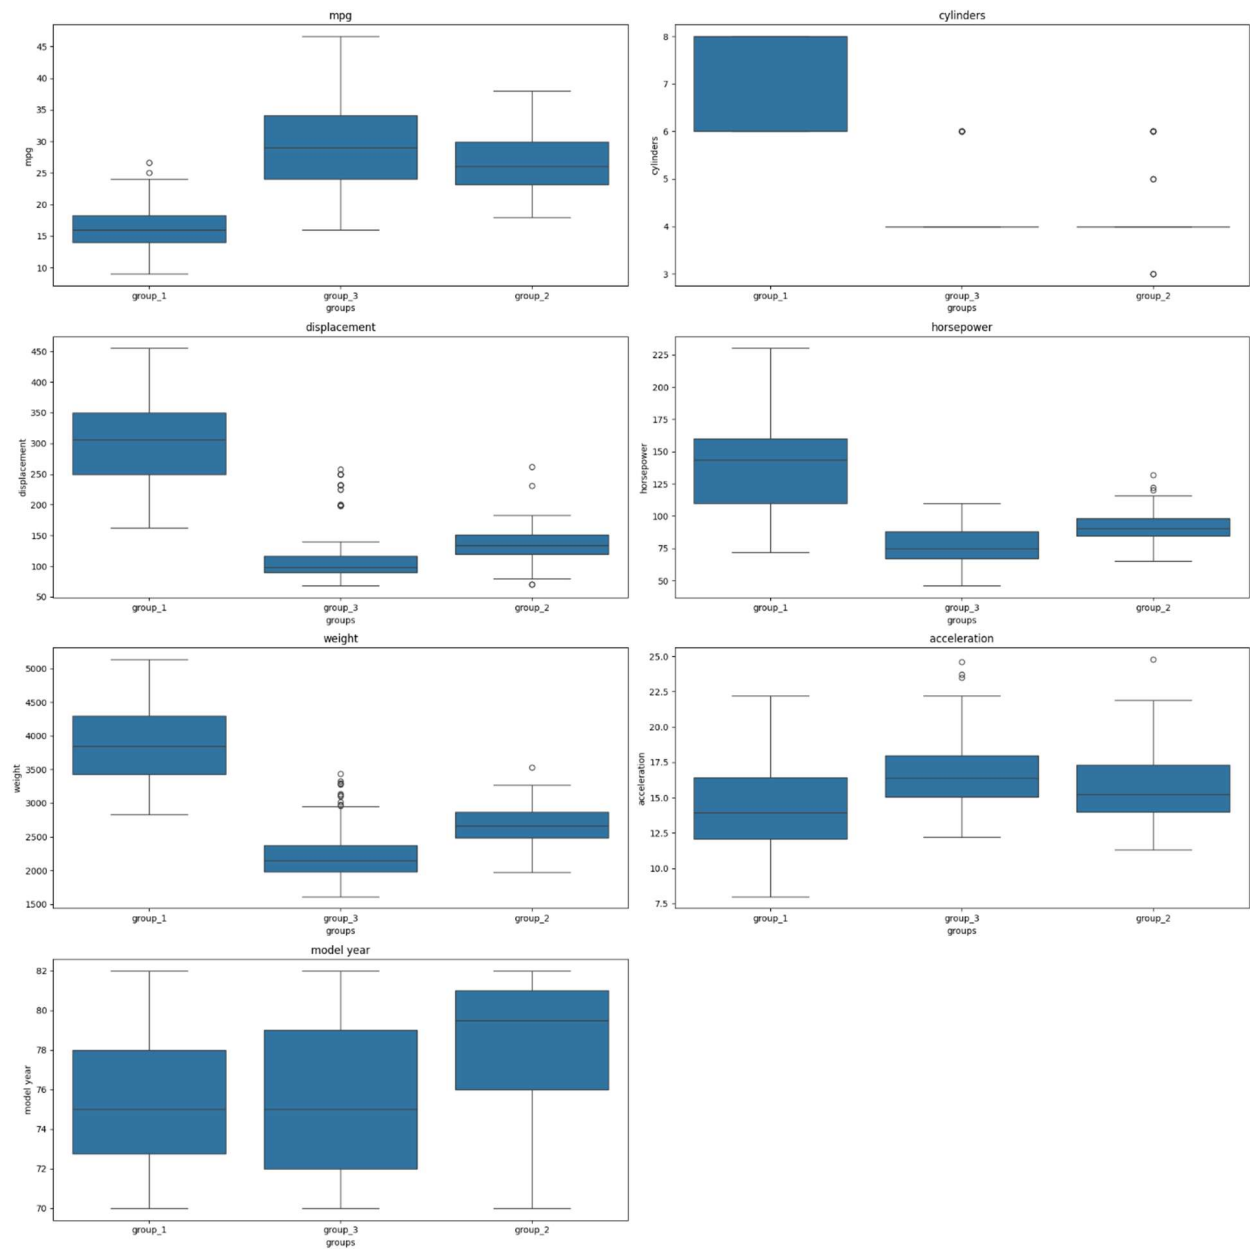 mpg
mpg
45
40
35
30
25
20
15
10
group_1
group_3
group_2
groups
cylinders
cylinders
8
7
6
5
4
3
group_1
group_3
group_2
groups
displacement
displacement
450
400
350
300
250
200
150
100
50
group_1
group_3
group_2
groups
horsepower
horsepower
225
200
175
150
125
100
75
50
group_1
group_3
group_2
groups
weight
weight
5000
4500
4000
3500
3000
2500
2000
1500
group_1
group_3
group_2
groups
acceleration
acceleration
25.0
22.5
20.0
17.5
15.0
12.5
10.0
7.5
group_1
group_3
group_2
groups
model year
model year
82
80
78
76
74
72
70
group_1
group_3
group_2
groups